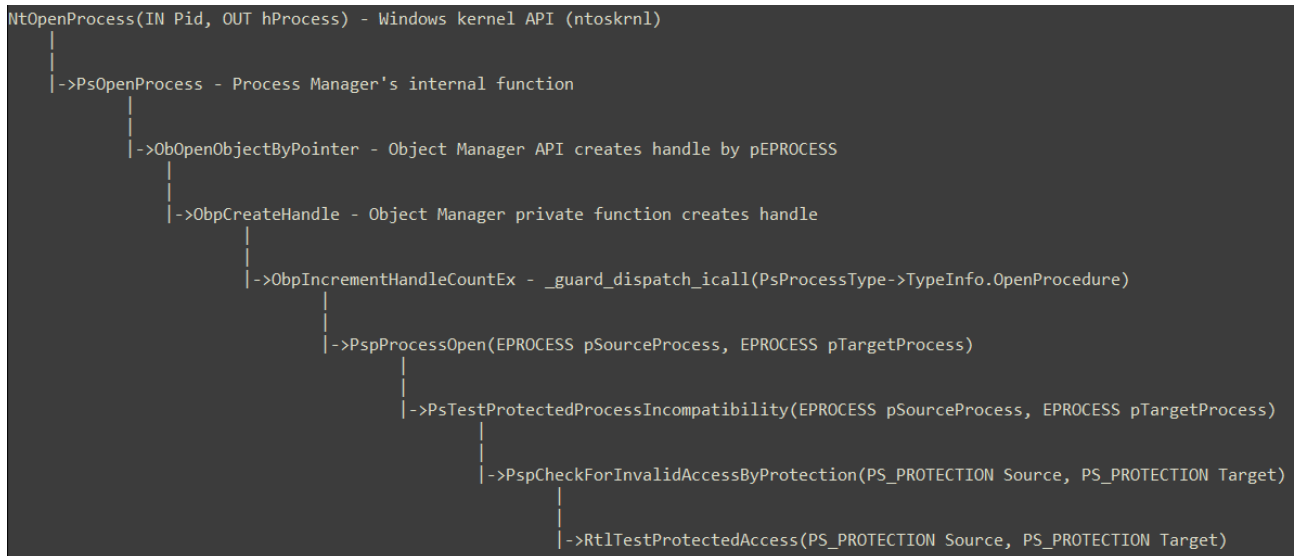 NtOpenProcess(IN Pid, OUT hProcess) - Windows kernel API (ntoskrnl)
|->PsOpenProcess - Process Manager's internal function
|->ObOpenObjectByPointer - Object Manager API creates handle by pEPROCESS
|->ObpCreateHandle - Object Manager private function creates handle
|->ObpIncrementHandleCountEx - _guard_dispatch_icall(PsProcessType->TypeInfo.OpenProcedure)
|->PspProcessOpen(EPROCESS pSourceProcess, EPROCESS pTargetProcess)
|->PsTestProtectedProcessIncompatibility(EPROCESS pSourceProcess, EPROCESS pTargetProcess)
|->PspCheckForInvalidAccessByProtection(PS_PROTECTION Source, PS_PROTECTION Target)
|->RtlTestProtectedAccess(PS_PROTECTION Source, PS_PROTECTION Target)